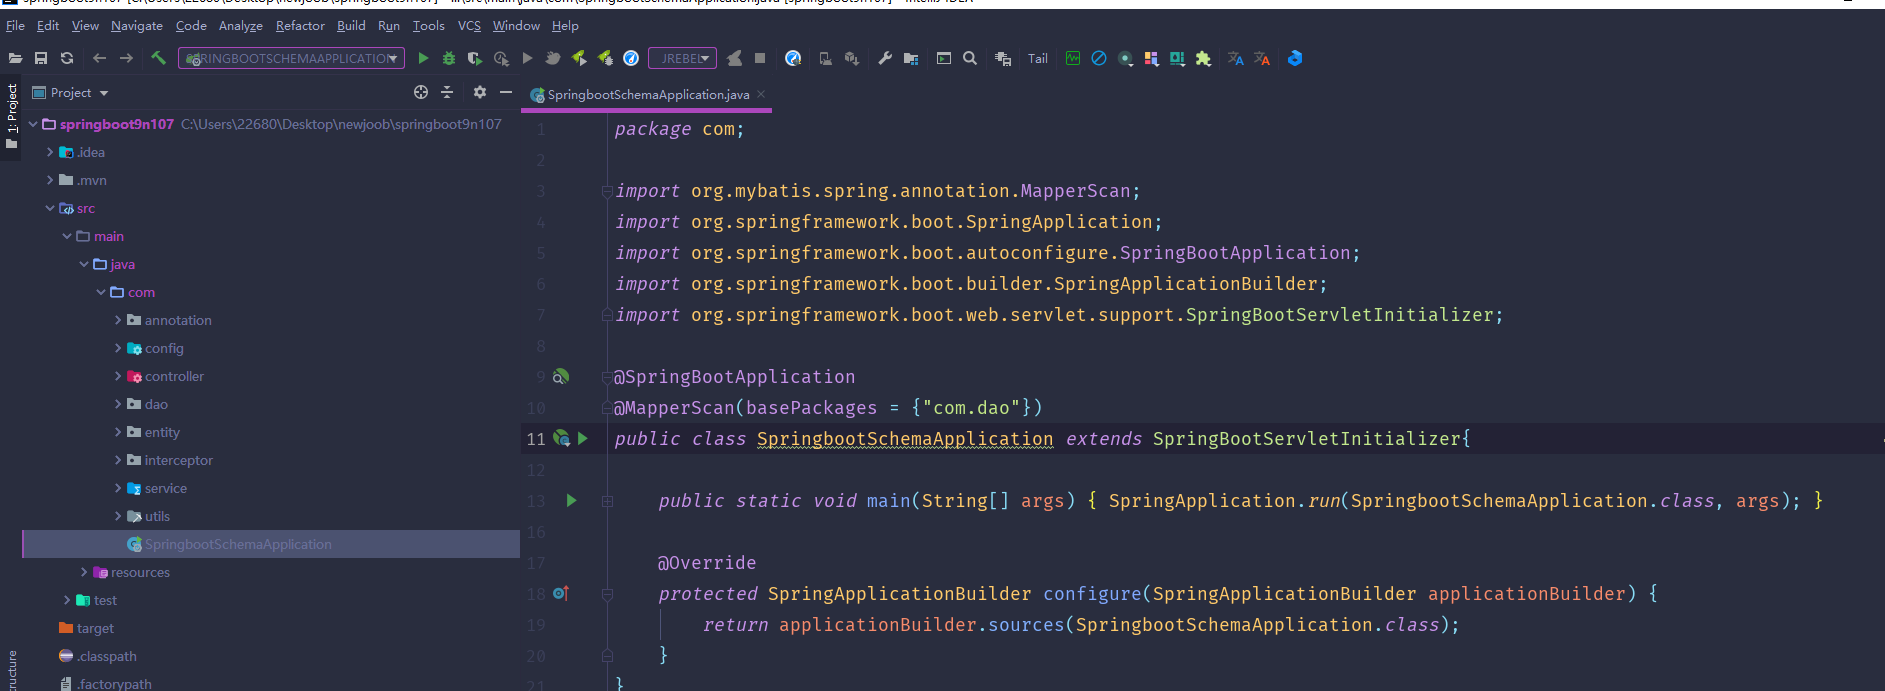 File Edit View Navigate Code Analyze Refactor Build Run Tools VCS Window Help
RINGBOOTSCHEMAAPPLICATION JREBEL Tail
1: Project
Project
springboot9n107 C:\Users\22680\Desktop\newjoob\springboot9n107
.idea
.mvn
src
main
java
com
annotation
config
controller
dao
entity
interceptor
service
utils
SpringbootSchemaApplication
resources
test
target
.classpath
.factorypath
SpringbootSchemaApplication.java
1 package com;
2
3 import org.mybatis.spring.annotation.MapperScan;
4 import org.springframework.boot.SpringApplication;
5 import org.springframework.boot.autoconfigure.SpringBootApplication;
6 import org.springframework.boot.builder.SpringApplicationBuilder;
7 import org.springframework.boot.web.servlet.support.SpringBootServletInitializer;
8
9 @SpringBootApplication
10 @MapperScan(basePackages = {"com.dao"})
11 public class SpringbootSchemaApplication extends SpringBootServletInitializer{
12
13 public static void main(String[] args) { SpringApplication.run(SpringbootSchemaApplication.class, args); }
16
17 @Override
18 protected SpringApplicationBuilder configure(SpringApplicationBuilder applicationBuilder) {
19 return applicationBuilder.sources(SpringbootSchemaApplication.class);
20 }
21 }